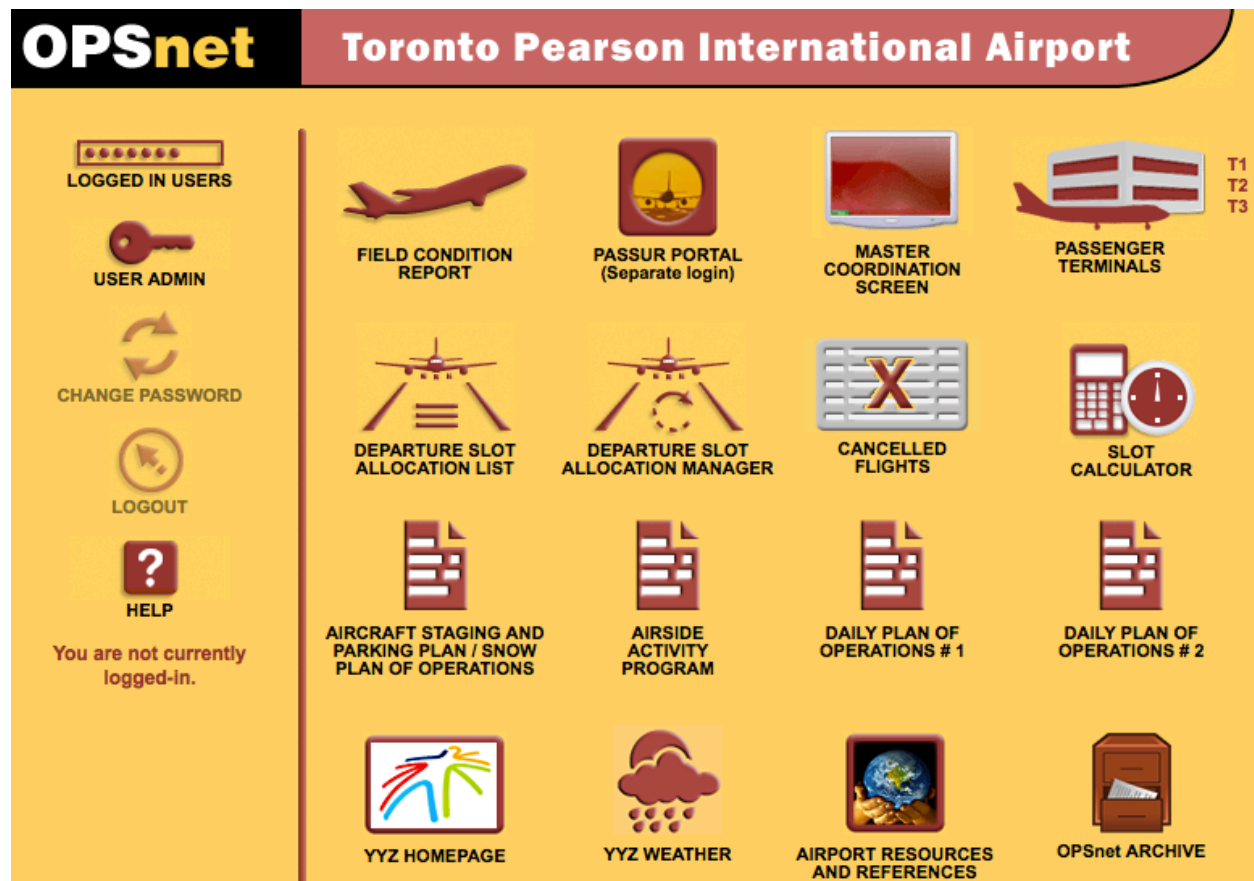 OPSnet
Toronto Pearson International Airport
LOGGED IN USERS
USER ADMIN
CHANGE PASSWORD
LOGOUT
?
HELP
You are not currently
logged-in.
FIELD CONDITION
REPORT
PASSUR PORTAL
(Separate login)
MASTER
COORDINATION
SCREEN
T1
T2
T3
PASSENGER
TERMINALS
DEPARTURE SLOT
ALLOCATION LIST
DEPARTURE SLOT
ALLOCATION MANAGER
X
CANCELLED
FLIGHTS
SLOT
CALCULATOR
AIRCRAFT STAGING AND
PARKING PLAN / SNOW
PLAN OF OPERATIONS
AIRSIDE
ACTIVITY
PROGRAM
DAILY PLAN OF
OPERATIONS # 1
DAILY PLAN OF
OPERATIONS # 2
YYZ HOMEPAGE
YYZ WEATHER
AIRPORT RESOURCES
AND REFERENCES
OPSnet ARCHIVE